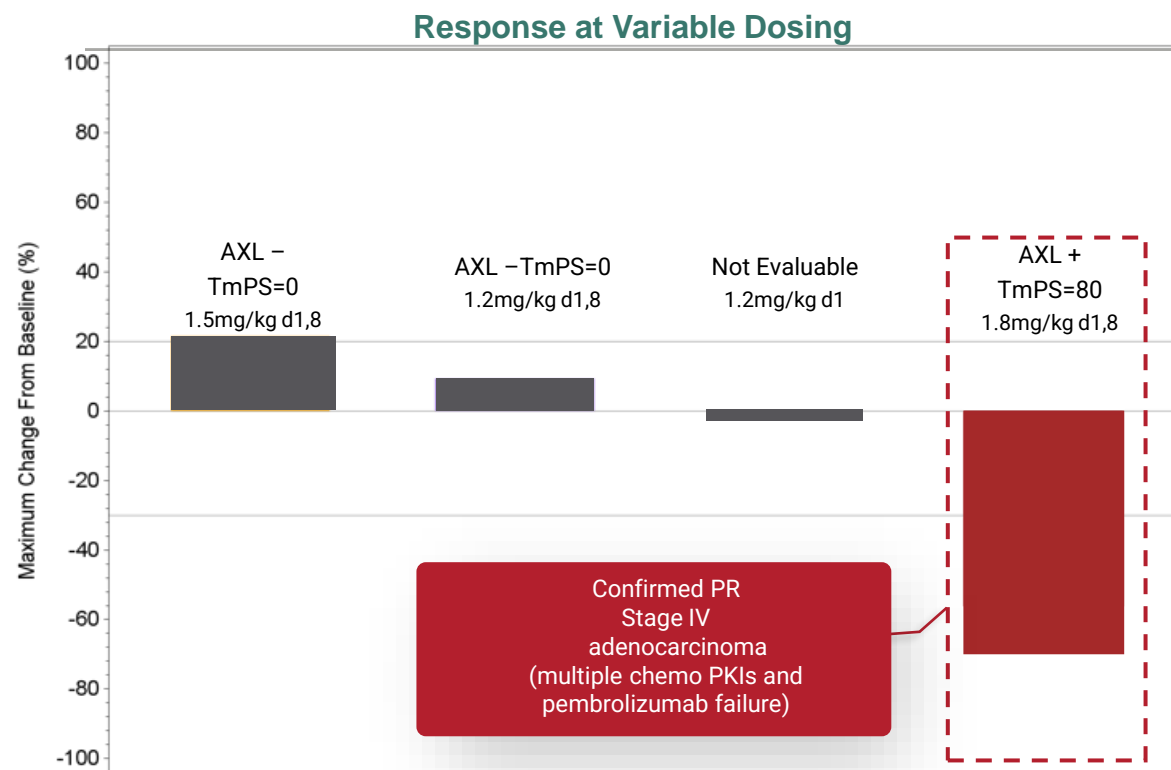 Response at Variable Dosing
Maximum Change From Baseline (%)
100
80
60
40
20
0
-20
-40
-60
-80
-100
AXL –
TmPS=0
1.5mg/kg d1,8
AXL –TmPS=0
1.2mg/kg d1,8
Not Evaluable
1.2mg/kg d1
AXL +
TmPS=80
1.8mg/kg d1,8
Confirmed PR
Stage IV
adenocarcinoma
(multiple chemo PKIs and
pembrolizumab failure)